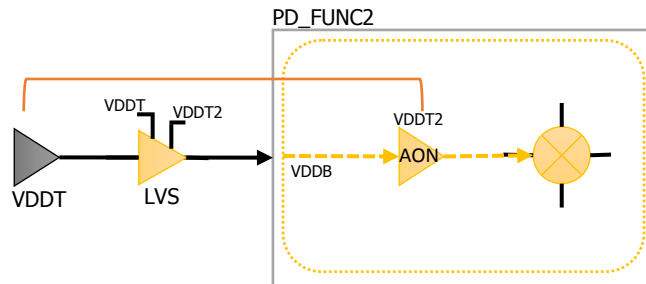 PD_FUNC2
VDDT
VDDT2
VDDT2
AON
VDDB
VDDT
LVS